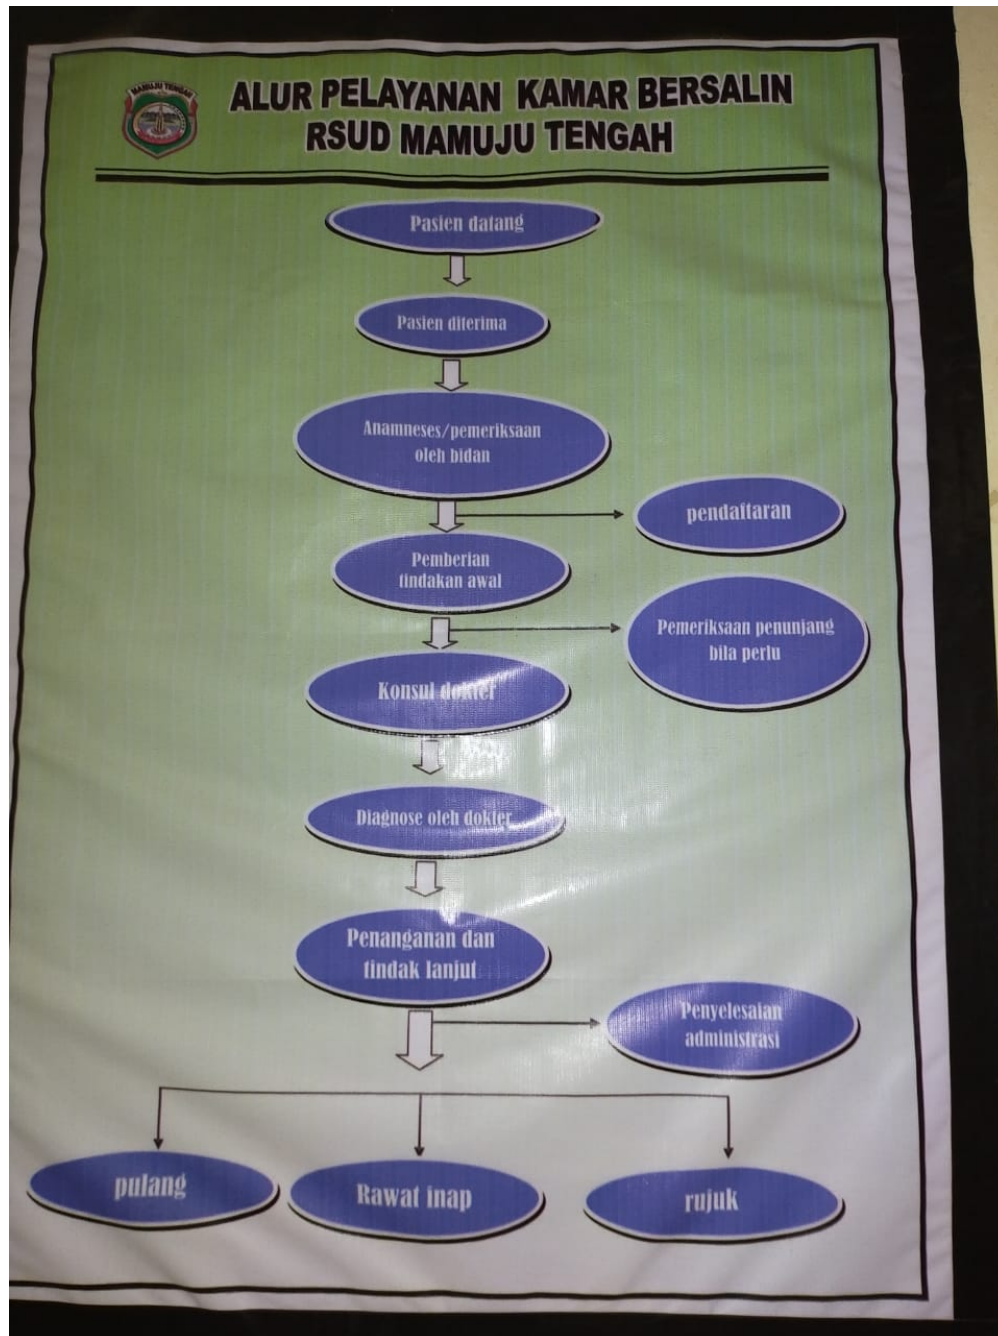 MAMUJU TENGAH
ALUR PELAYANAN KAMAR BERSALIN
RSUD MAMUJU TENGAH
Pasien datang
Pasien diterima
Anamneses/pemeriksaan
oleh bidan
pendaftaran
Pemberian
tindakan awal
Pemeriksaan penunjang
bila perlu
Konsul dokter
Diagnose oleh dokter
Penanganan dan
tindak lanjut
Penyelesaian
administrasi
pulang
Rawat inap
rujuk